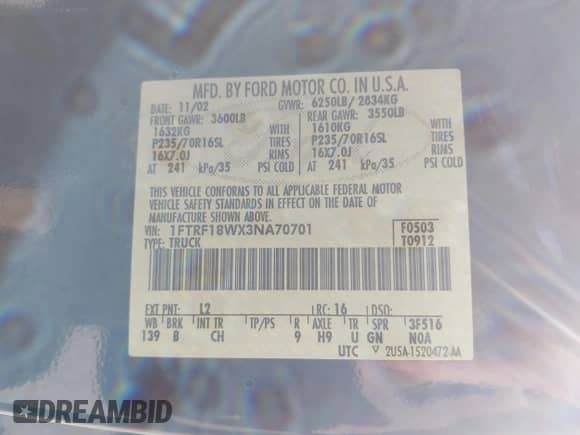 MFD. BY FORD MOTOR CO. IN U.S.A.
DATE: 11/02 GVWR: 6250LB/ 2834KG
FRONT GAWR: 3600LB REAR GAWR: 3550LB
1632KG WITH 1610KG WITH
P235/70R16SL TIRES P235/70R16SL TIRES
16X7.0J RIMS 16X7.0J RIMS
AT 241 kPa/35 PSI COLD AT 241 kPa/35 PSI COLD
THIS VEHICLE CONFORMS TO ALL APPLICABLE FEDERAL MOTOR
VEHICLE SAFETY STANDARDS IN EFFECT ON THE DATE OF
MANUFACTURE SHOWN ABOVE.
VIN: 1FTRF18WX3NA70701 F0503
TYPE: TRUCK T0912
EXT PNT: L2 RC: 16 DSO:
WB BRK INT TR TP/PS R AXLE TR SPR 3F516
139 B CH 9 H9 U GN N0A
UTC ▽ 2U5A-1520472-AA
DREAMBID